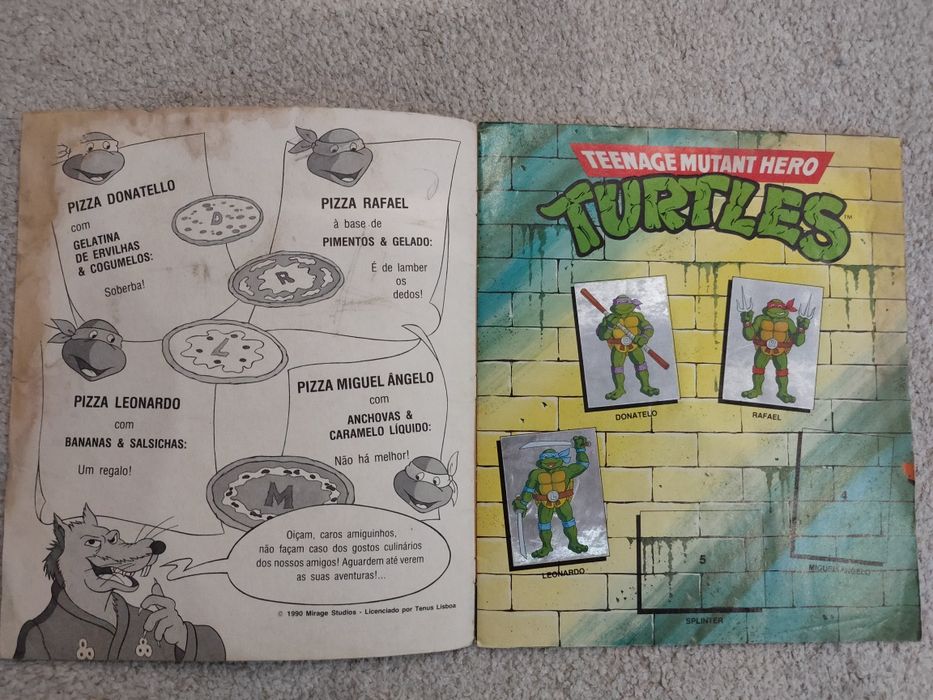 PIZZA DONATELLO
com
GELATINA
DE ERVILHAS
& COGUMELOS:
Soberba!
D
PIZZA RAFAEL
à base de
PIMENTOS & GELADO:
É de lamber
os
dedos!
R
PIZZA LEONARDO
com
BANANAS & SALSICHAS:
Um regalo!
L
PIZZA MIGUEL ÂNGELO
com
ANCHOVAS &
CARAMELO LÍQUIDO:
Não há melhor!
M
Oiçam, caros amiguinhos,
não façam caso dos gostos culinários
dos nossos amigos! Aguardem até verem
as suas aventuras!...
© 1990 Mirage Studios - Licenciado por Tenus Lisboa
TEENAGE MUTANT HERO
TURTLES™
DONATELO
RAFAEL
LEONARDO
4
MIGUEL ÂNGELO
5
SPLINTER